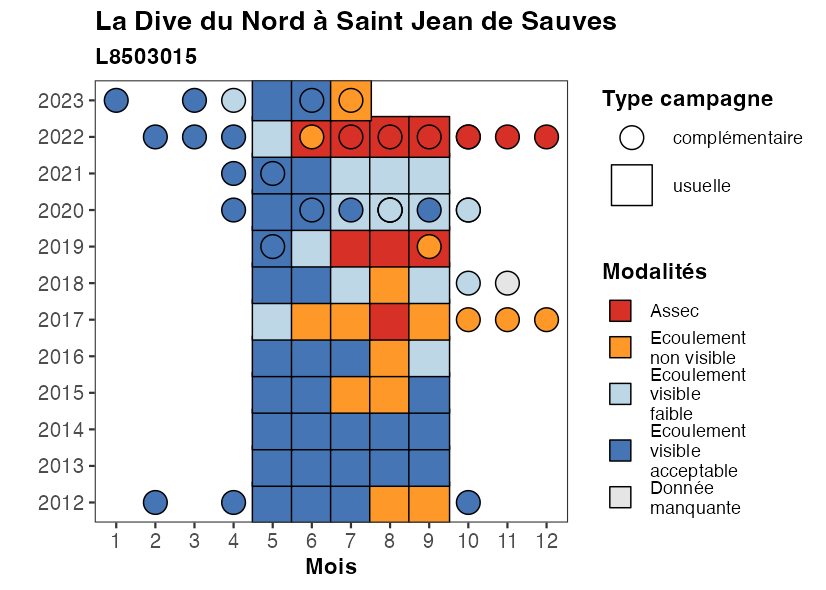 La Dive du Nord à Saint Jean de Sauves
L8503015
2023
2022
2021
2020
2019
2018
2017
2016
2015
2014
2013
2012
1 2 3 4 5 6 7 8 9 10 11 12
Mois
Type campagne
complémentaire
usuelle
Modalités
Assec
Ecoulement
non visible
Ecoulement
visible
faible
Ecoulement
visible
acceptable
Donnée
manquante